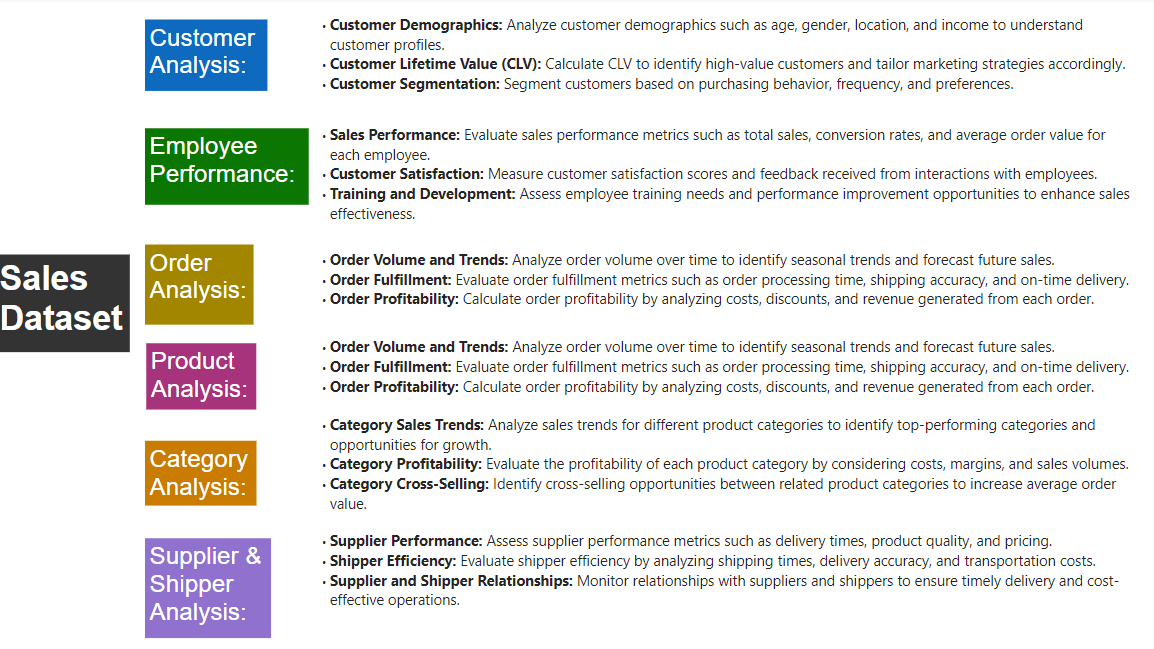 Customer
Analysis:
• Customer Demographics: Analyze customer demographics such as age, gender, location, and income to understand
customer profiles.
• Customer Lifetime Value (CLV): Calculate CLV to identify high-value customers and tailor marketing strategies accordingly.
• Customer Segmentation: Segment customers based on purchasing behavior, frequency, and preferences.
Employee
Performance:
• Sales Performance: Evaluate sales performance metrics such as total sales, conversion rates, and average order value for
each employee.
• Customer Satisfaction: Measure customer satisfaction scores and feedback received from interactions with employees.
• Training and Development: Assess employee training needs and performance improvement opportunities to enhance sales
effectiveness.
Sales
Dataset
Order
Analysis:
• Order Volume and Trends: Analyze order volume over time to identify seasonal trends and forecast future sales.
• Order Fulfillment: Evaluate order fulfillment metrics such as order processing time, shipping accuracy, and on-time delivery.
• Order Profitability: Calculate order profitability by analyzing costs, discounts, and revenue generated from each order.
Product
Analysis:
• Order Volume and Trends: Analyze order volume over time to identify seasonal trends and forecast future sales.
• Order Fulfillment: Evaluate order fulfillment metrics such as order processing time, shipping accuracy, and on-time delivery.
• Order Profitability: Calculate order profitability by analyzing costs, discounts, and revenue generated from each order.
Category
Analysis:
• Category Sales Trends: Analyze sales trends for different product categories to identify top-performing categories and
opportunities for growth.
• Category Profitability: Evaluate the profitability of each product category by considering costs, margins, and sales volumes.
• Category Cross-Selling: Identify cross-selling opportunities between related product categories to increase average order
value.
Supplier &
Shipper
Analysis:
• Supplier Performance: Assess supplier performance metrics such as delivery times, product quality, and pricing.
• Shipper Efficiency: Evaluate shipper efficiency by analyzing shipping times, delivery accuracy, and transportation costs.
• Supplier and Shipper Relationships: Monitor relationships with suppliers and shippers to ensure timely delivery and cost-
effective operations.